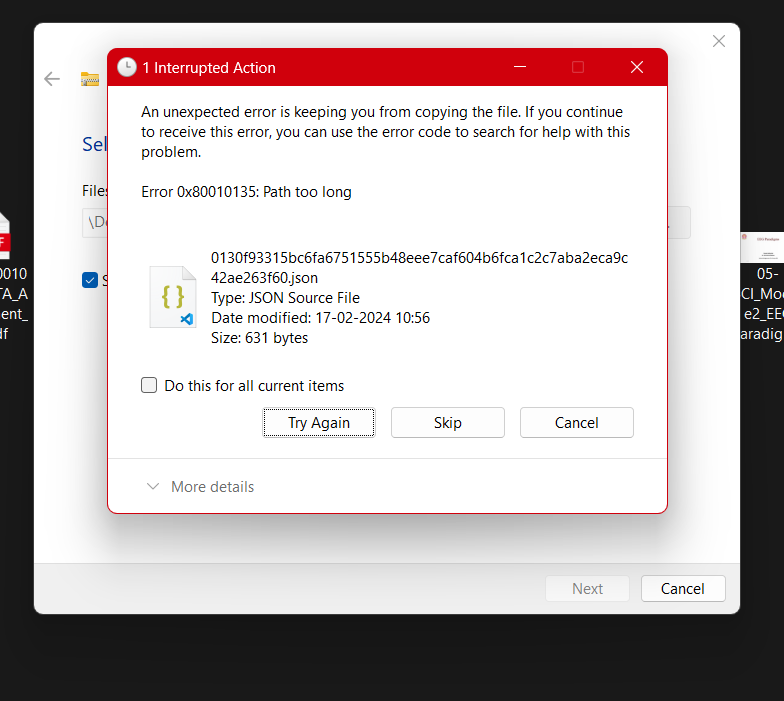 1 Interrupted Action
An unexpected error is keeping you from copying the file. If you continue
to receive this error, you can use the error code to search for help with this
problem.
Error 0x80010135: Path too long
0130f93315bc6fa6751555b48eee7caf604b6fca1c2c7aba2eca9c
42ae263f60.json
Type: JSON Source File
Date modified: 17-02-2024 10:56
Size: 631 bytes
Do this for all current items
Try Again
Skip
Cancel
More details
Sel
Files
\De
S
Next
Cancel
0010
TA_A
ent_
df
05-
CI_Mo
e2_EE
aradig